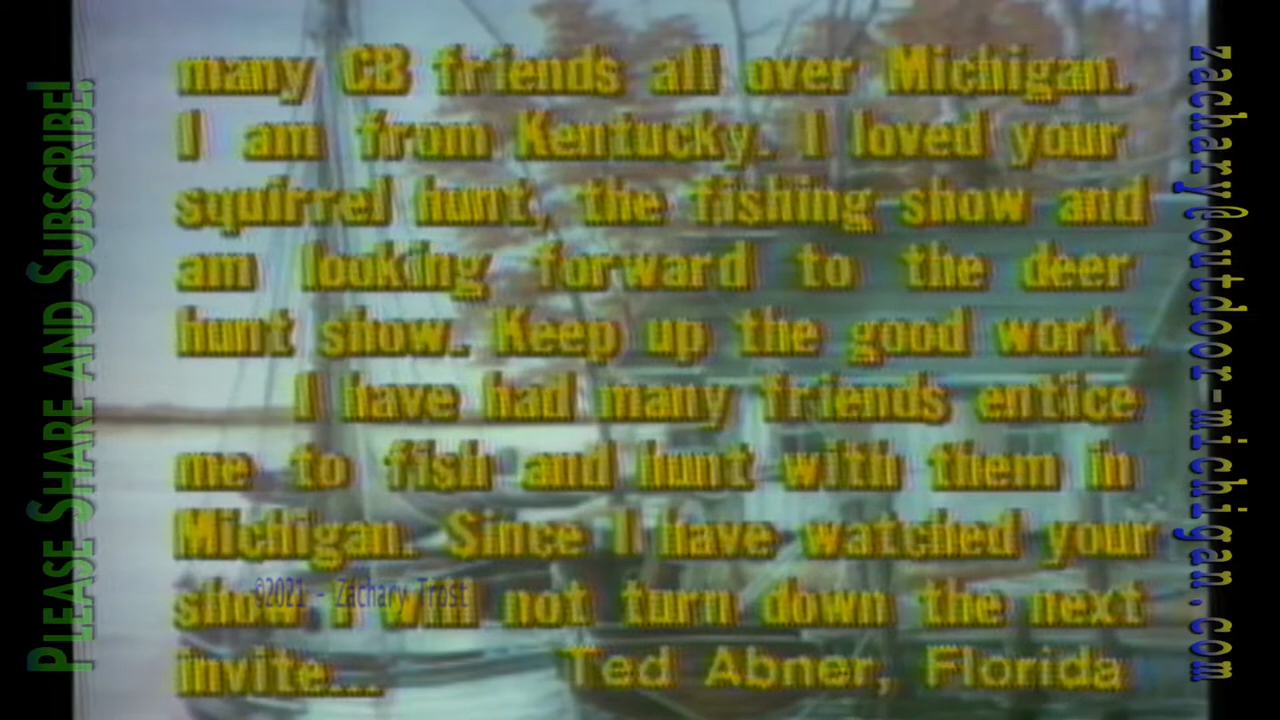 PLEASE SHARE AND SUBSCRIBE!
many CB friends all over Michigan.
I am from Kentucky. I loved your
squirrel hunt, the fishing show and
am looking forward to the deer
hunt show. Keep up the good work.
I have had many friends entice
me to fish and hunt with them in
Michigan. Since I have watched your
show I will not turn down the next
invite.... Ted Abner, Florida
©2021 - Zachary Trost
zachary@outdoor-michigan.com